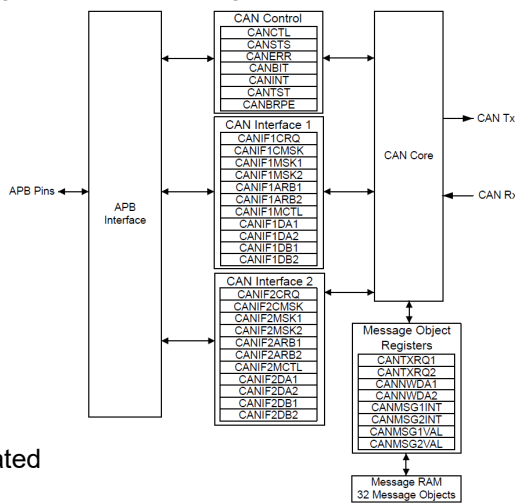 CAN Control
CANCTL
CANSTS
CANERR
CANBIT
CANINT
CANTST
CANBRPE
CAN Interface 1
CANIF1CRQ
CANIF1CMSK
CANIF1MSK1
CANIF1MSK2
CANIF1ARB1
CANIF1ARB2
CANIF1MCTL
CANIF1DA1
CANIF1DA2
CANIF1DB1
CANIF1DB2
CAN Interface 2
CANIF2CRQ
CANIF2CMSK
CANIF2MSK1
CANIF2MSK2
CANIF2ARB1
CANIF2ARB2
CANIF2MCTL
CANIF2DA1
CANIF2DA2
CANIF2DB1
CANIF2DB2
APB Pins
APB
Interface
CAN Core
CAN Tx
CAN Rx
Message Object
Registers
CANTXRQ1
CANTXRQ2
CANNWDA1
CANNWDA2
CANMSG1INT
CANMSG2INT
CANMSG1VAL
CANMSG2VAL
Message RAM
32 Message Objects